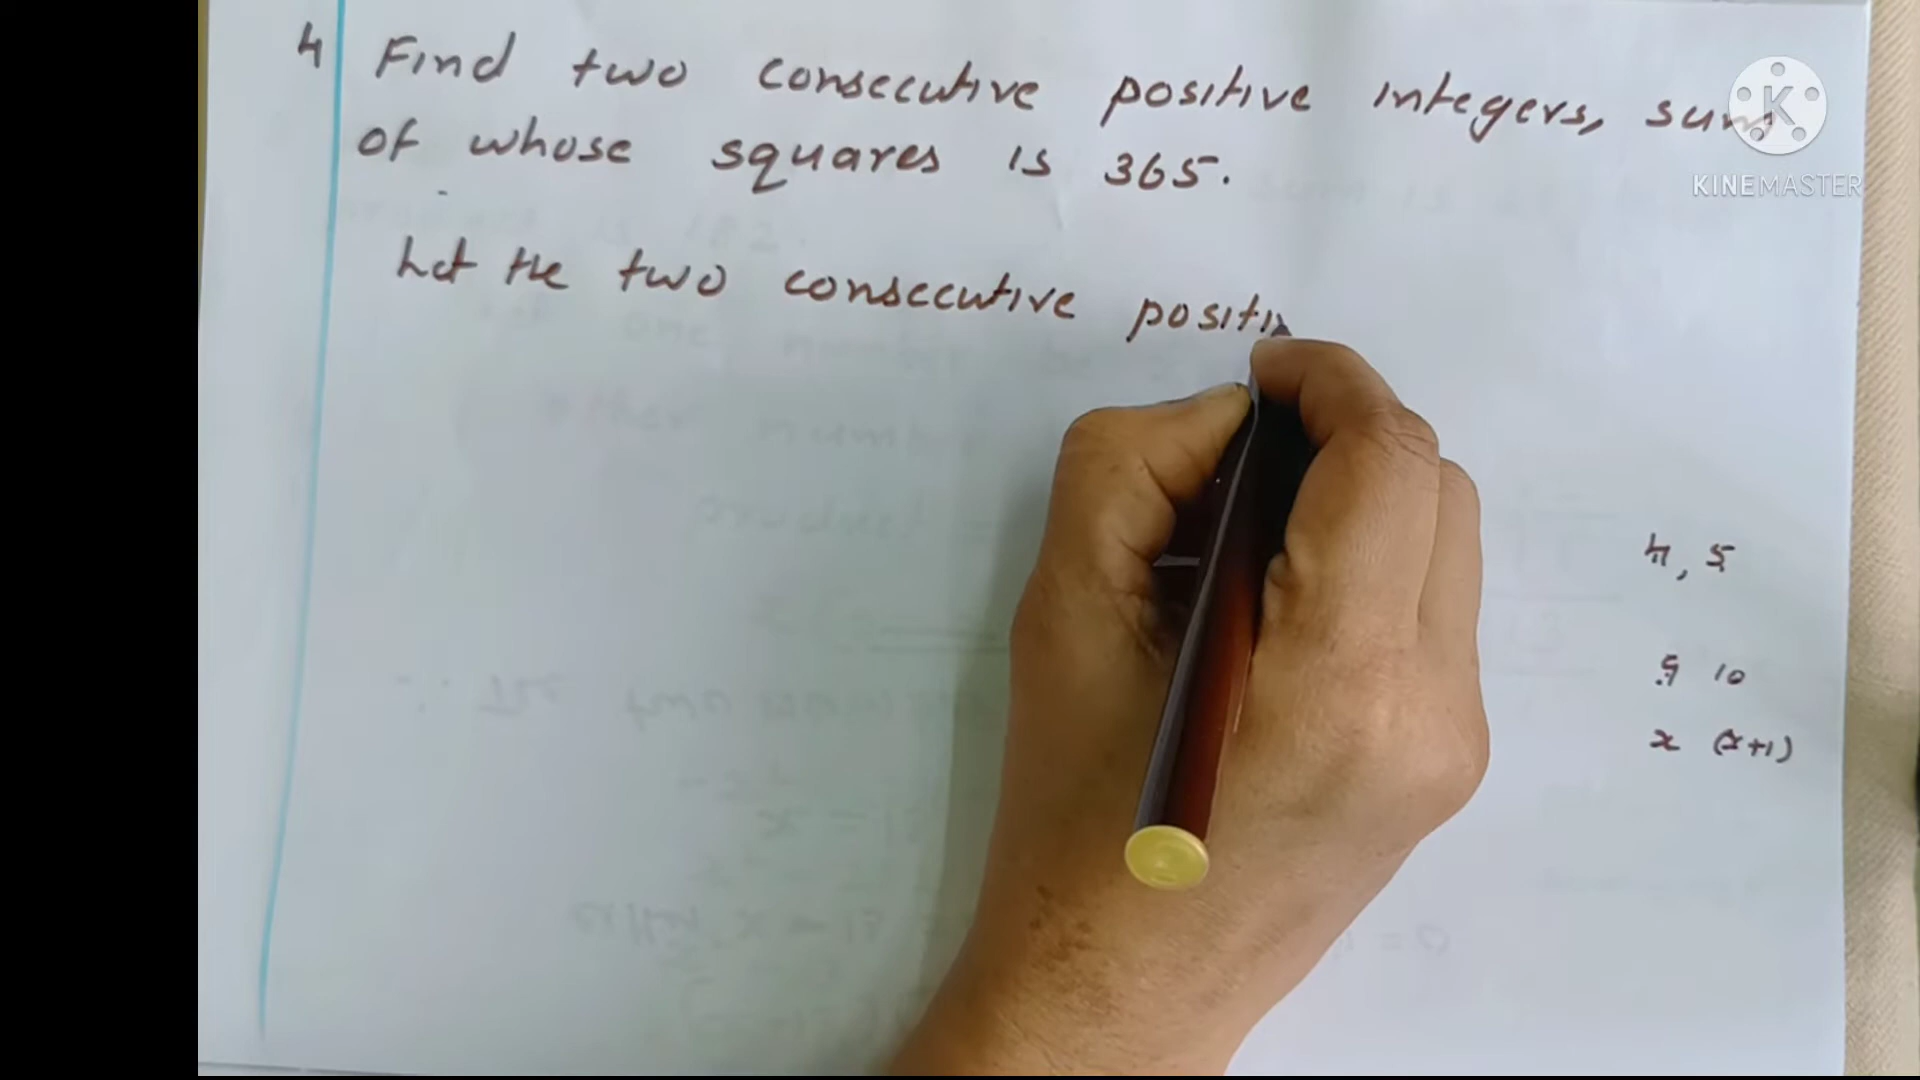 4 Find two consecutive positive integers, sum
of whose squares is 365.
Let the two consecutive positi
4, 5
9 10
x (x+1)
KINEMASTER